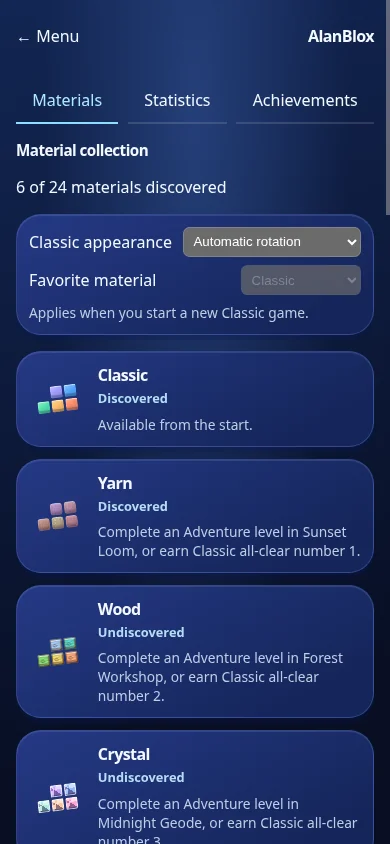 ← Menu
AlanBlox
Materials
Statistics
Achievements
Material collection
6 of 24 materials discovered
Classic appearance
Automatic rotation
Favorite material
Classic
Applies when you start a new Classic game.
Classic
Discovered
Available from the start.
Yarn
Discovered
Complete an Adventure level in Sunset
Loom, or earn Classic all-clear number 1.
Wood
Undiscovered
Complete an Adventure level in Forest
Workshop, or earn Classic all-clear
number 2.
Crystal
Undiscovered
Complete an Adventure level in
Midnight Geode, or earn Classic all-clear
number 3.